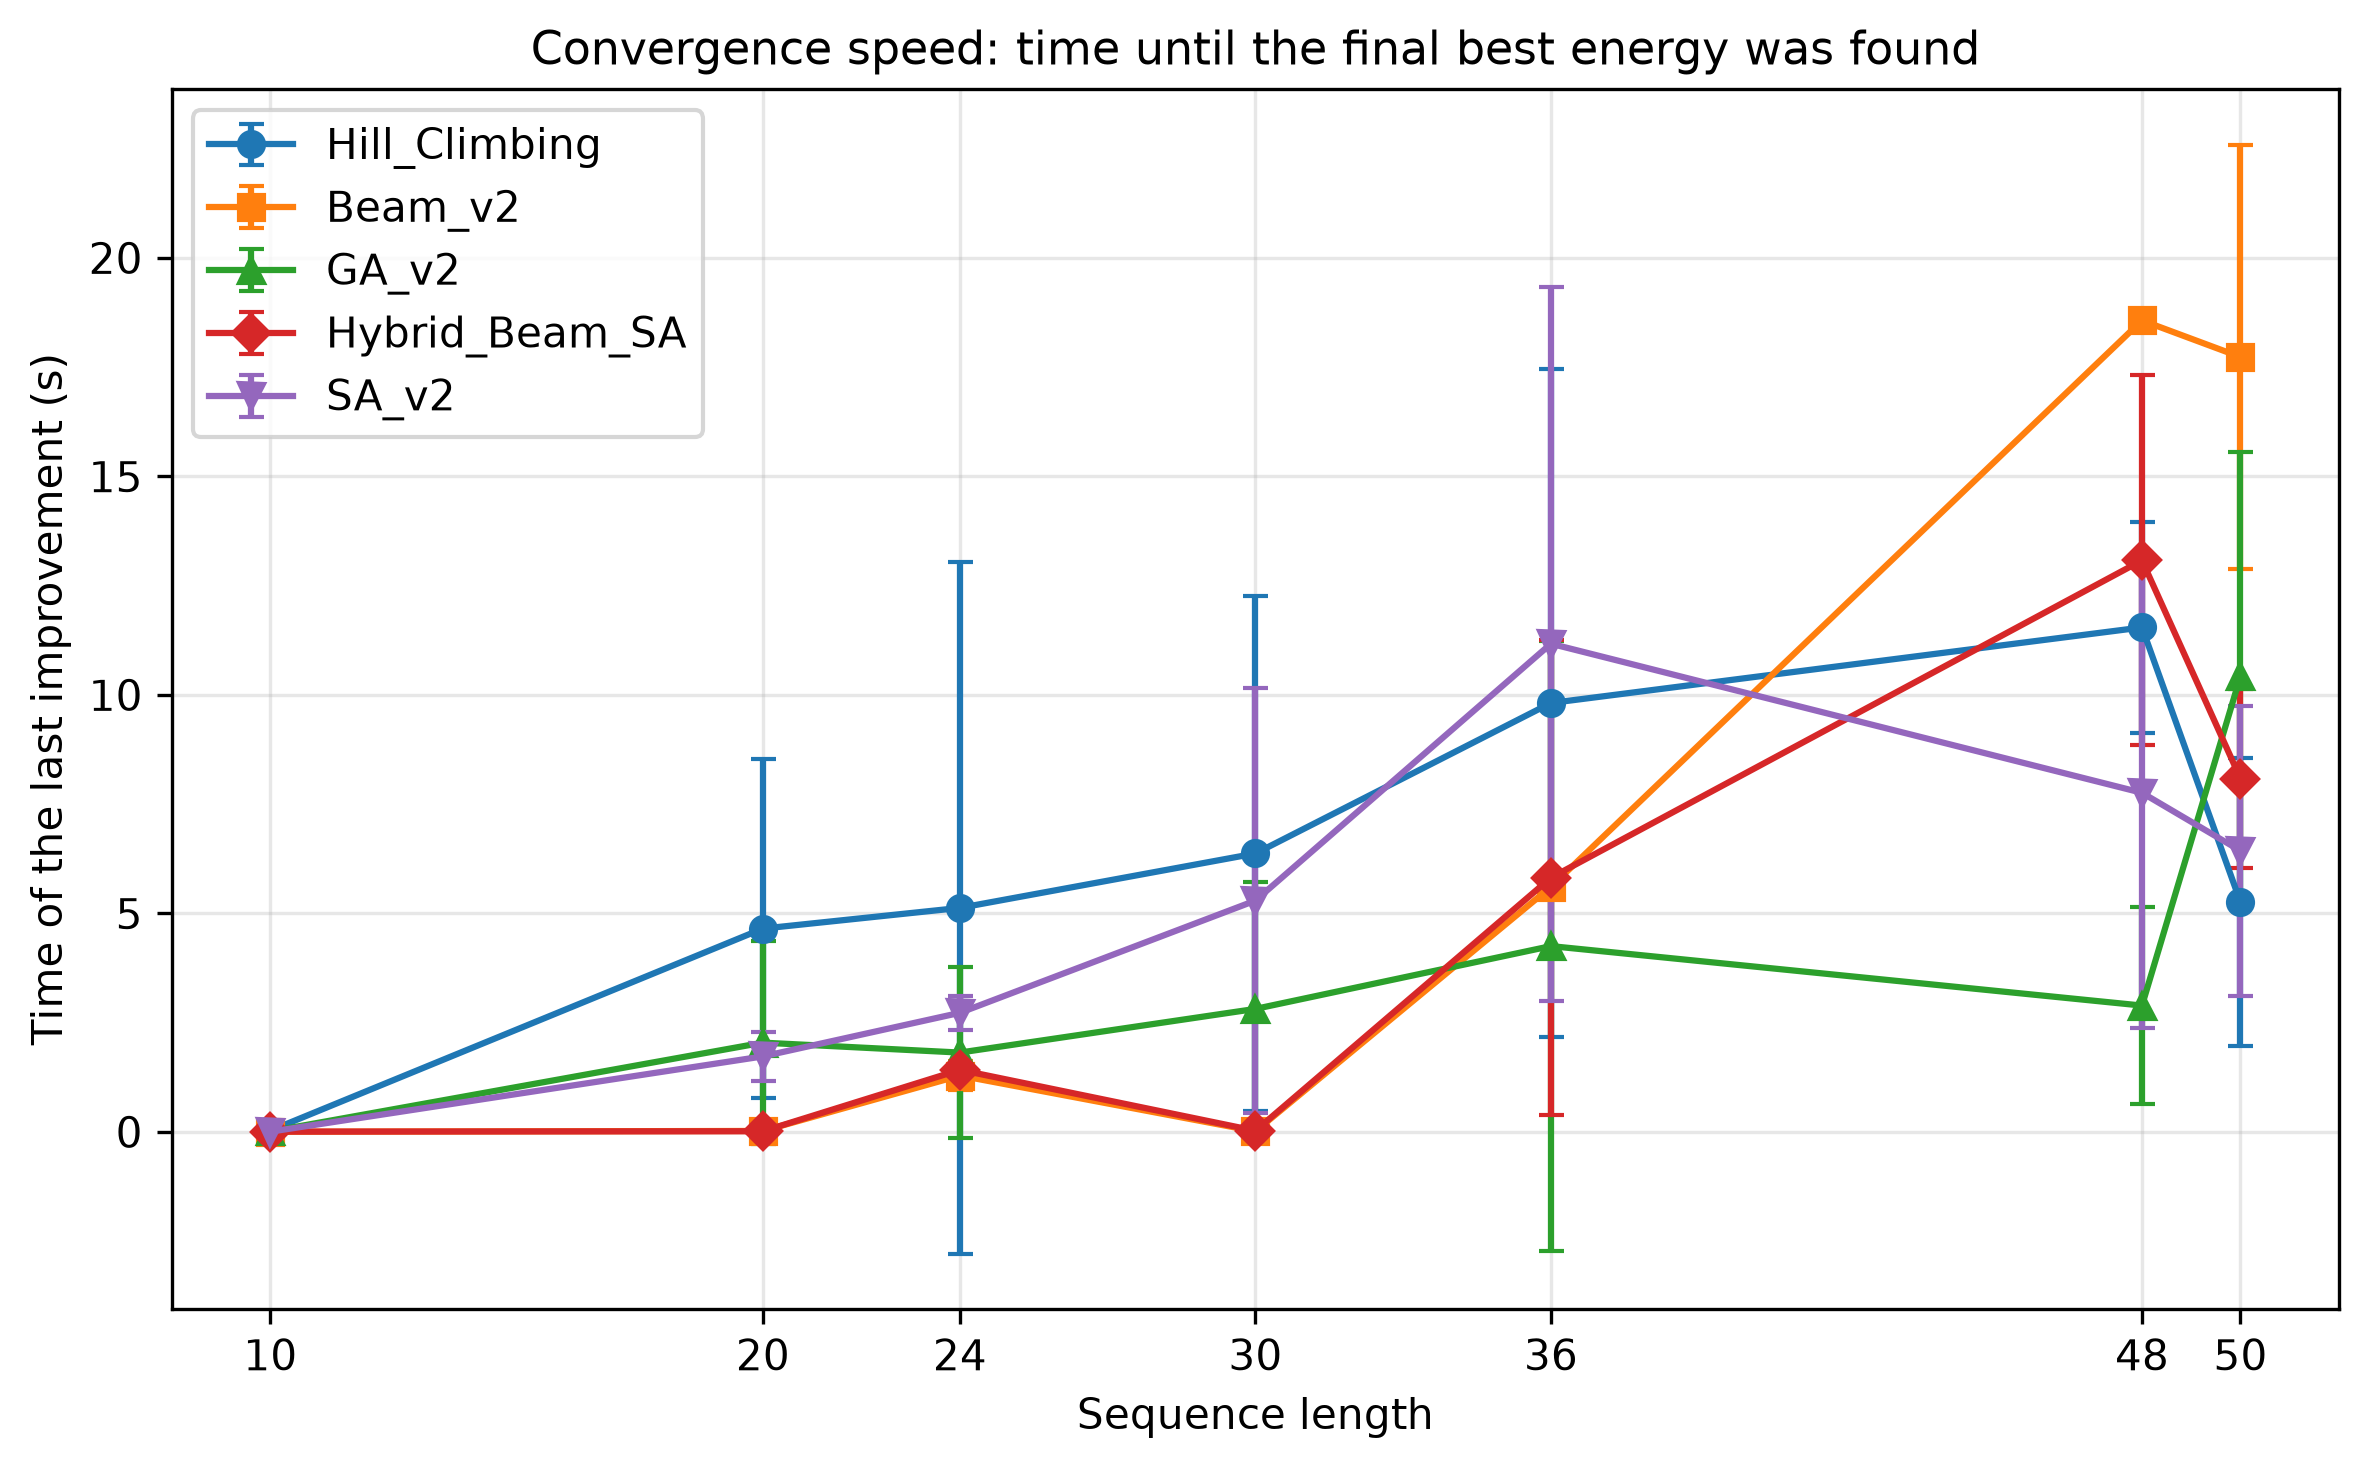 Convergence speed: time until the final best energy was found
Hill_Climbing
Beam_v2
GA_v2
Hybrid_Beam_SA
SA_v2
Time of the last improvement (s)
20
15
10
5
0
10 20 24 30 36 48 50
Sequence length